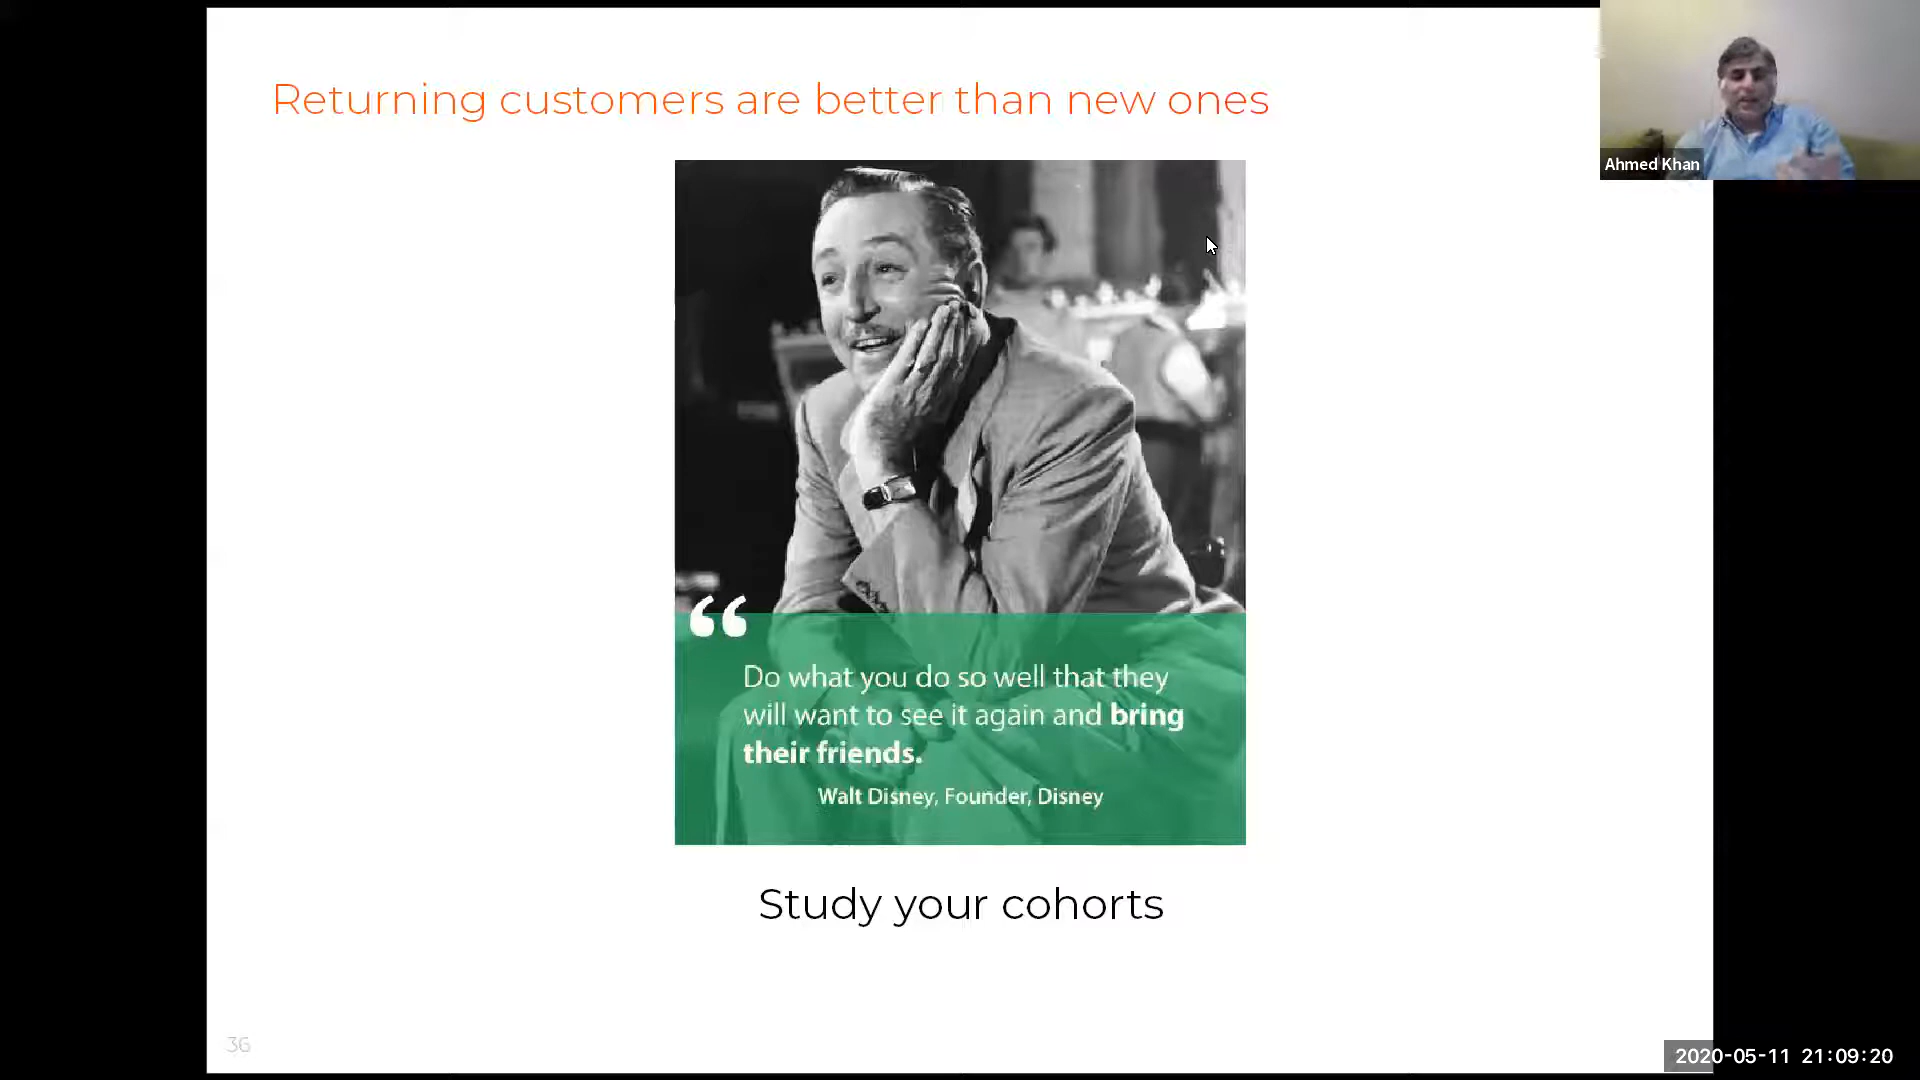 Returning customers are better than new ones
Ahmed Khan
“
Do what you do so well that they
will want to see it again and bring
their friends.
Walt Disney, Founder, Disney
Study your cohorts
36
2020-05-11 21:09:20